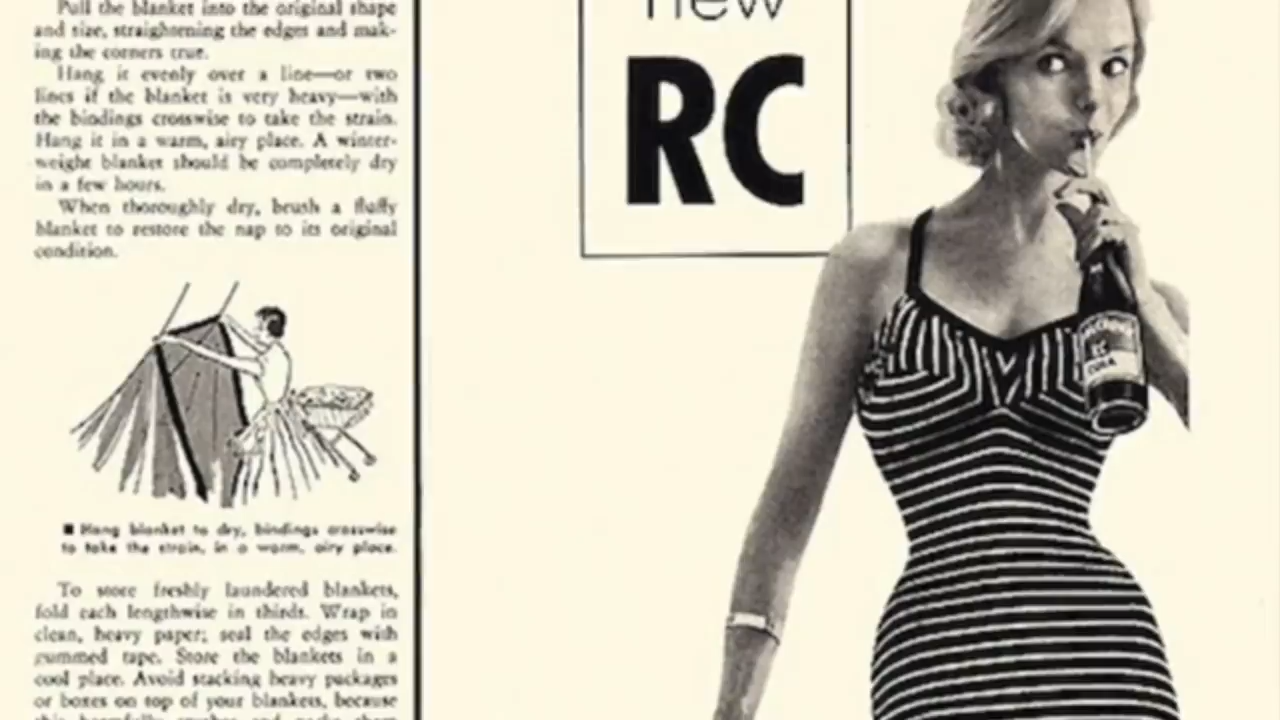 Pull the blanket into the original shape
and size, straightening the edges and mak-
ing the corners true.
Hang it evenly over a line—or two
lines if the blanket is very heavy—with
the bindings crosswise to take the strain.
Hang it in a warm, airy place. A winter-
weight blanket should be completely dry
in a few hours.
When thoroughly dry, brush a fluffy
blanket to restore the nap to its original
condition.
■ Hang blanket to dry, bindings crosswise
to take the strain, in a warm, airy place.
To store freshly laundered blankets,
fold each lengthwise in thirds. Wrap in
clean, heavy paper; seal the edges with
gummed tape. Store the blankets in a
cool place. Avoid stacking heavy packages
or boxes on top of your blankets, because
new
RC
RC
COLA